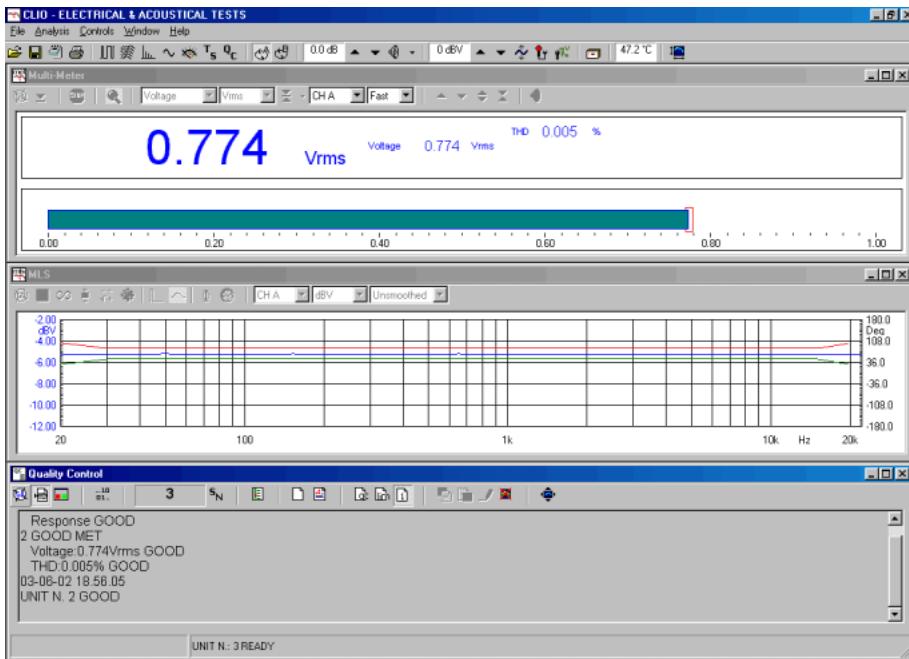 CLIO - ELECTRICAL & ACOUSTICAL TESTS
File Analysis Controls Window Help
TS QC 0.0 dB 0 dBV 47.2 °C
Multi-Meter
Voltage Vrms CH A Fast
0.774 Vrms Voltage 0.774 Vrms THD 0.005 %
0.00 0.20 0.40 0.60 0.80 1.00
MLS
CH A dBV Unsmoothed
-2.00 180.0
dBV Deg
-4.00 108.0
-6.00 36.0
-8.00 -36.0
-10.00 -108.0
-12.00 -180.0
20 100 1k 10k Hz 20k
Quality Control
3 SN
Response GOOD
2 GOOD MET
Voltage:0.774Vrms GOOD
THD:0.005% GOOD
03-06-02 18.56.05
UNIT N. 2 GOOD
UNIT N.: 3 READY